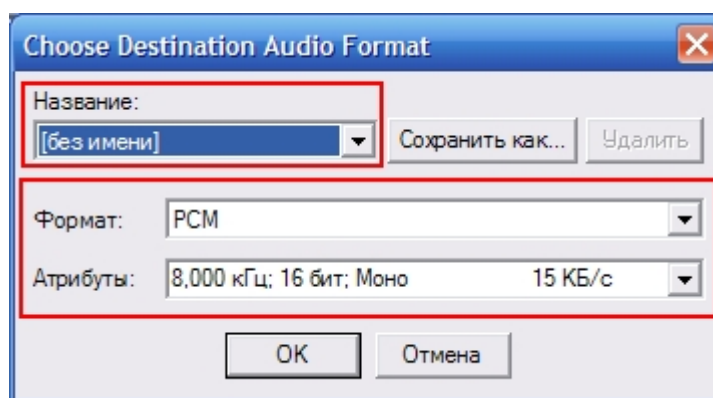 Choose Destination Audio Format
Название:
[без имени]
Сохранить как...
Удалить
Формат:
PCM
Атрибуты:
8,000 кГц; 16 бит; Моно 15 КБ/с
OK
Отмена